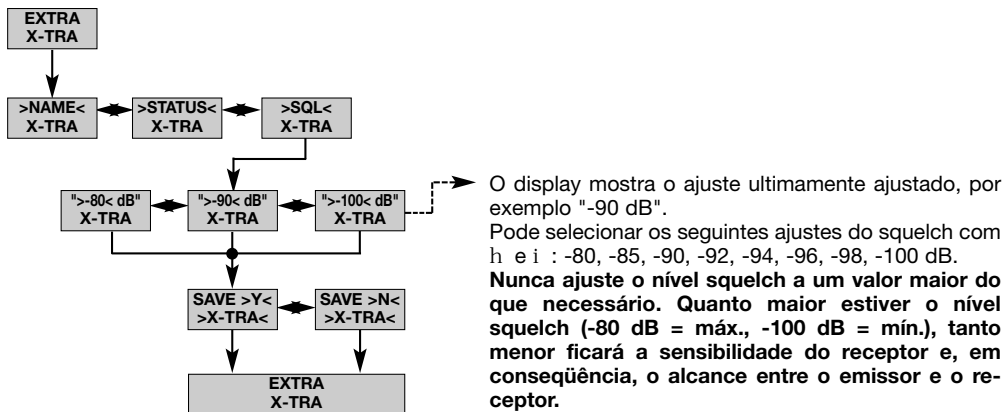 EXTRA
X-TRA
>NAME<
X-TRA
>STATUS<
X-TRA
>SQL<
X-TRA
">-80< dB"
X-TRA
">-90< dB"
X-TRA
">-100< dB"
X-TRA
SAVE >Y<
>X-TRA<
SAVE >N<
>X-TRA<
EXTRA
X-TRA
O display mostra o ajuste ultimamente ajustado, por
exemplo "-90 dB".
Pode selecionar os seguintes ajustes do squelch com
h e i : -80, -85, -90, -92, -94, -96, -98, -100 dB.
Nunca ajuste o nível squelch a um valor maior do
que necessário. Quanto maior estiver o nível
squelch (-80 dB = máx., -100 dB = mín.), tanto
menor ficará a sensibilidade do receptor e, em
conseqüência, o alcance entre o emissor e o re-
ceptor.